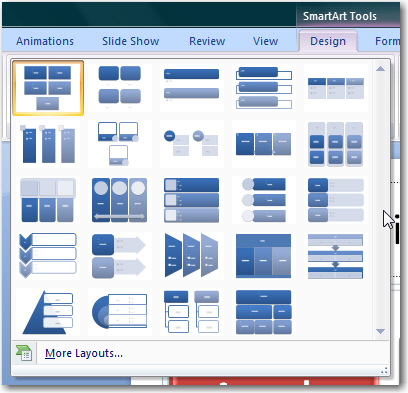 SmartArt Tools
Animations Slide Show Review View Design Form
More Layouts...